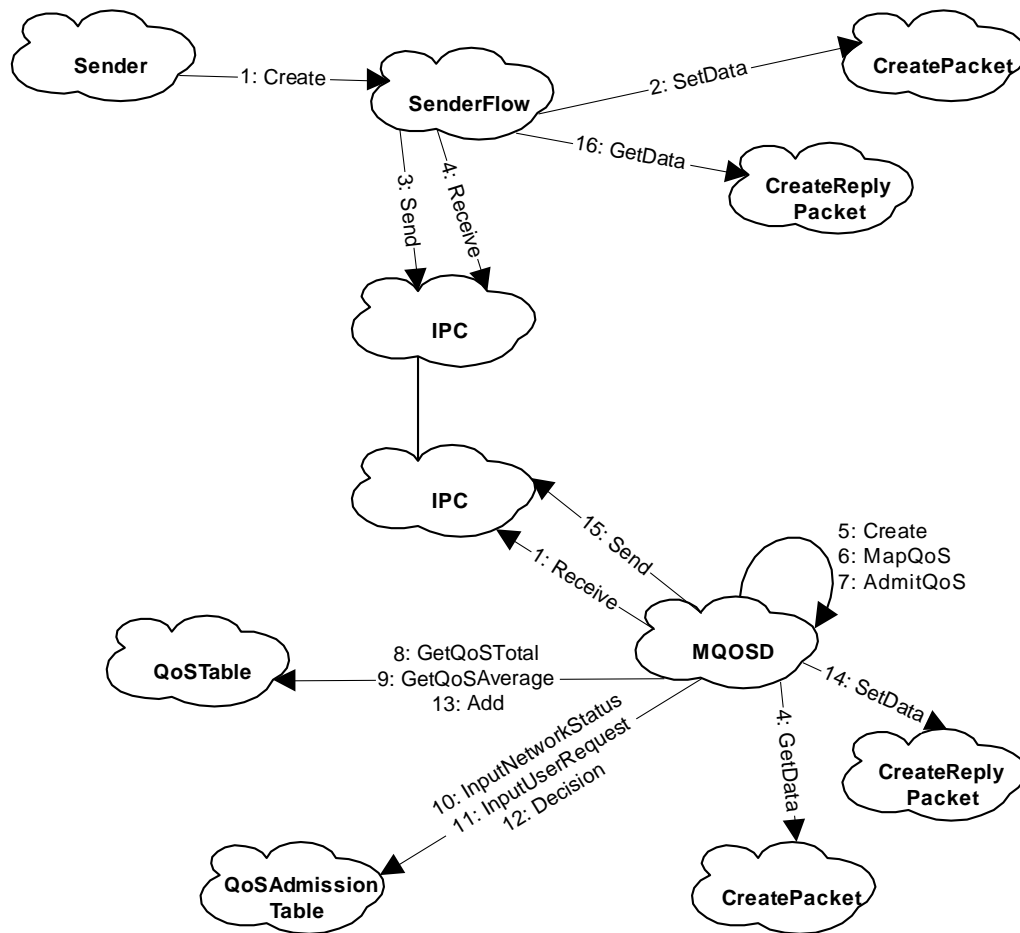 Sender
1: Create
SenderFlow
2: SetData
CreatePacket
16: GetData
CreateReply
Packet
3: Send
4: Receive
IPC
IPC
15: Send
1: Receive
5: Create
6: MapQoS
7: AdmitQoS
MQOSD
QoSTable
8: GetQoSTotal
9: GetQoSAverage
13: Add
14: SetData
10: InputNetworkStatus
11: InputUserRequest
12: Decision
4: GetData
CreateReply
Packet
QoSAdmission
Table
CreatePacket